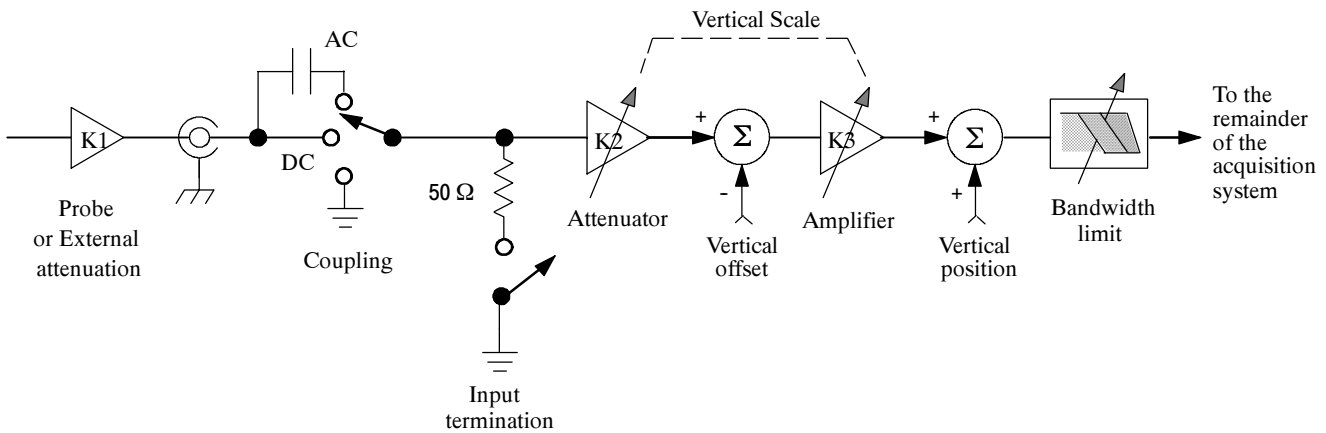 Vertical Scale
AC
K1
DC
Probe
or External
attenuation
Coupling
50 Ω
Input
termination
K2
Attenuator
+
Σ
-
Vertical
offset
K3
Amplifier
+
Σ
+
Vertical
position
Bandwidth
limit
To the
remainder
of the
acquisition
system